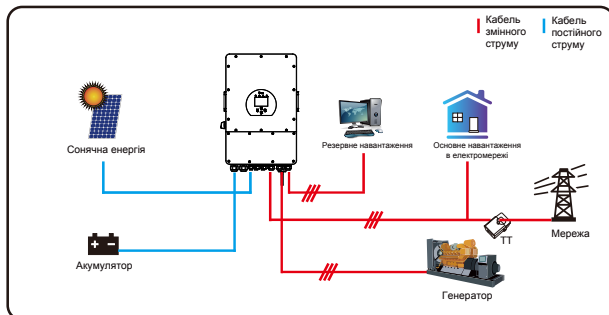 Кабель
змінного
струму
Кабель
постійного
струму
Сонячна енергія
Резервне навантаження
Основне навантаження
в електромережі
Акумулятор
ТТ
Мережа
Генератор